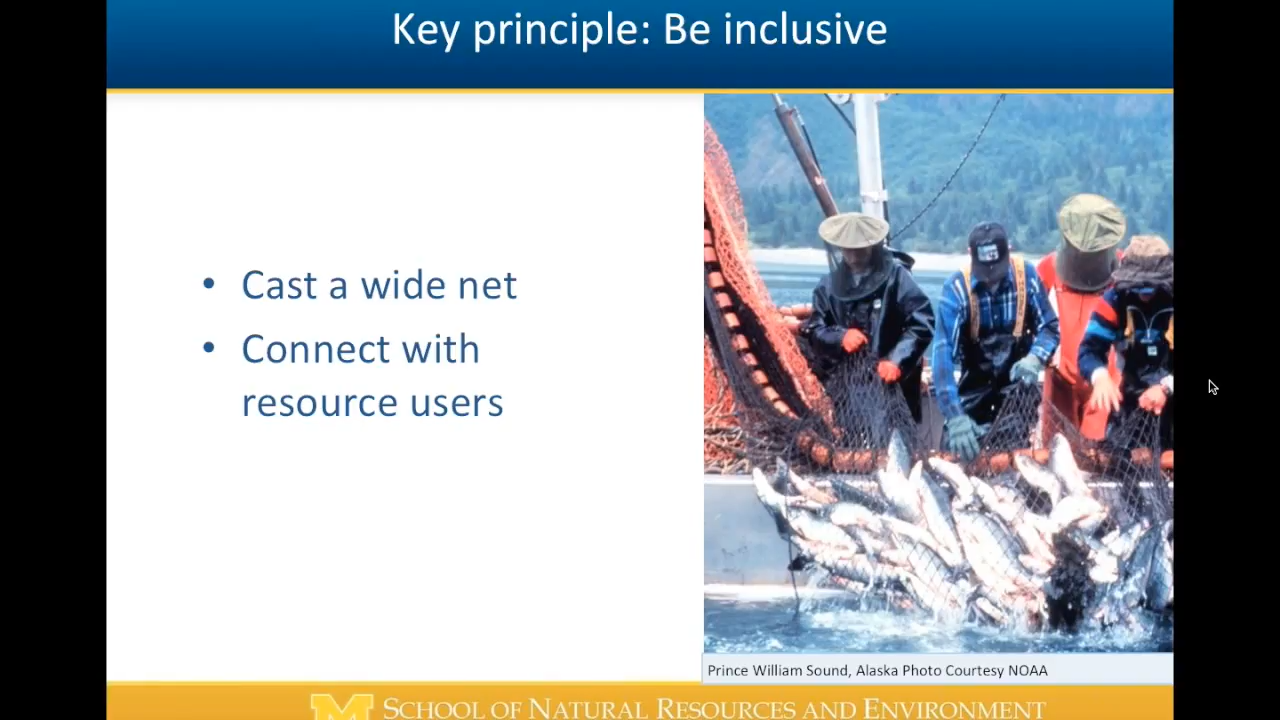 Key principle: Be inclusive
• Cast a wide net
• Connect with
resource users
Prince William Sound, Alaska Photo Courtesy NOAA
M SCHOOL OF NATURAL RESOURCES AND ENVIRONMENT